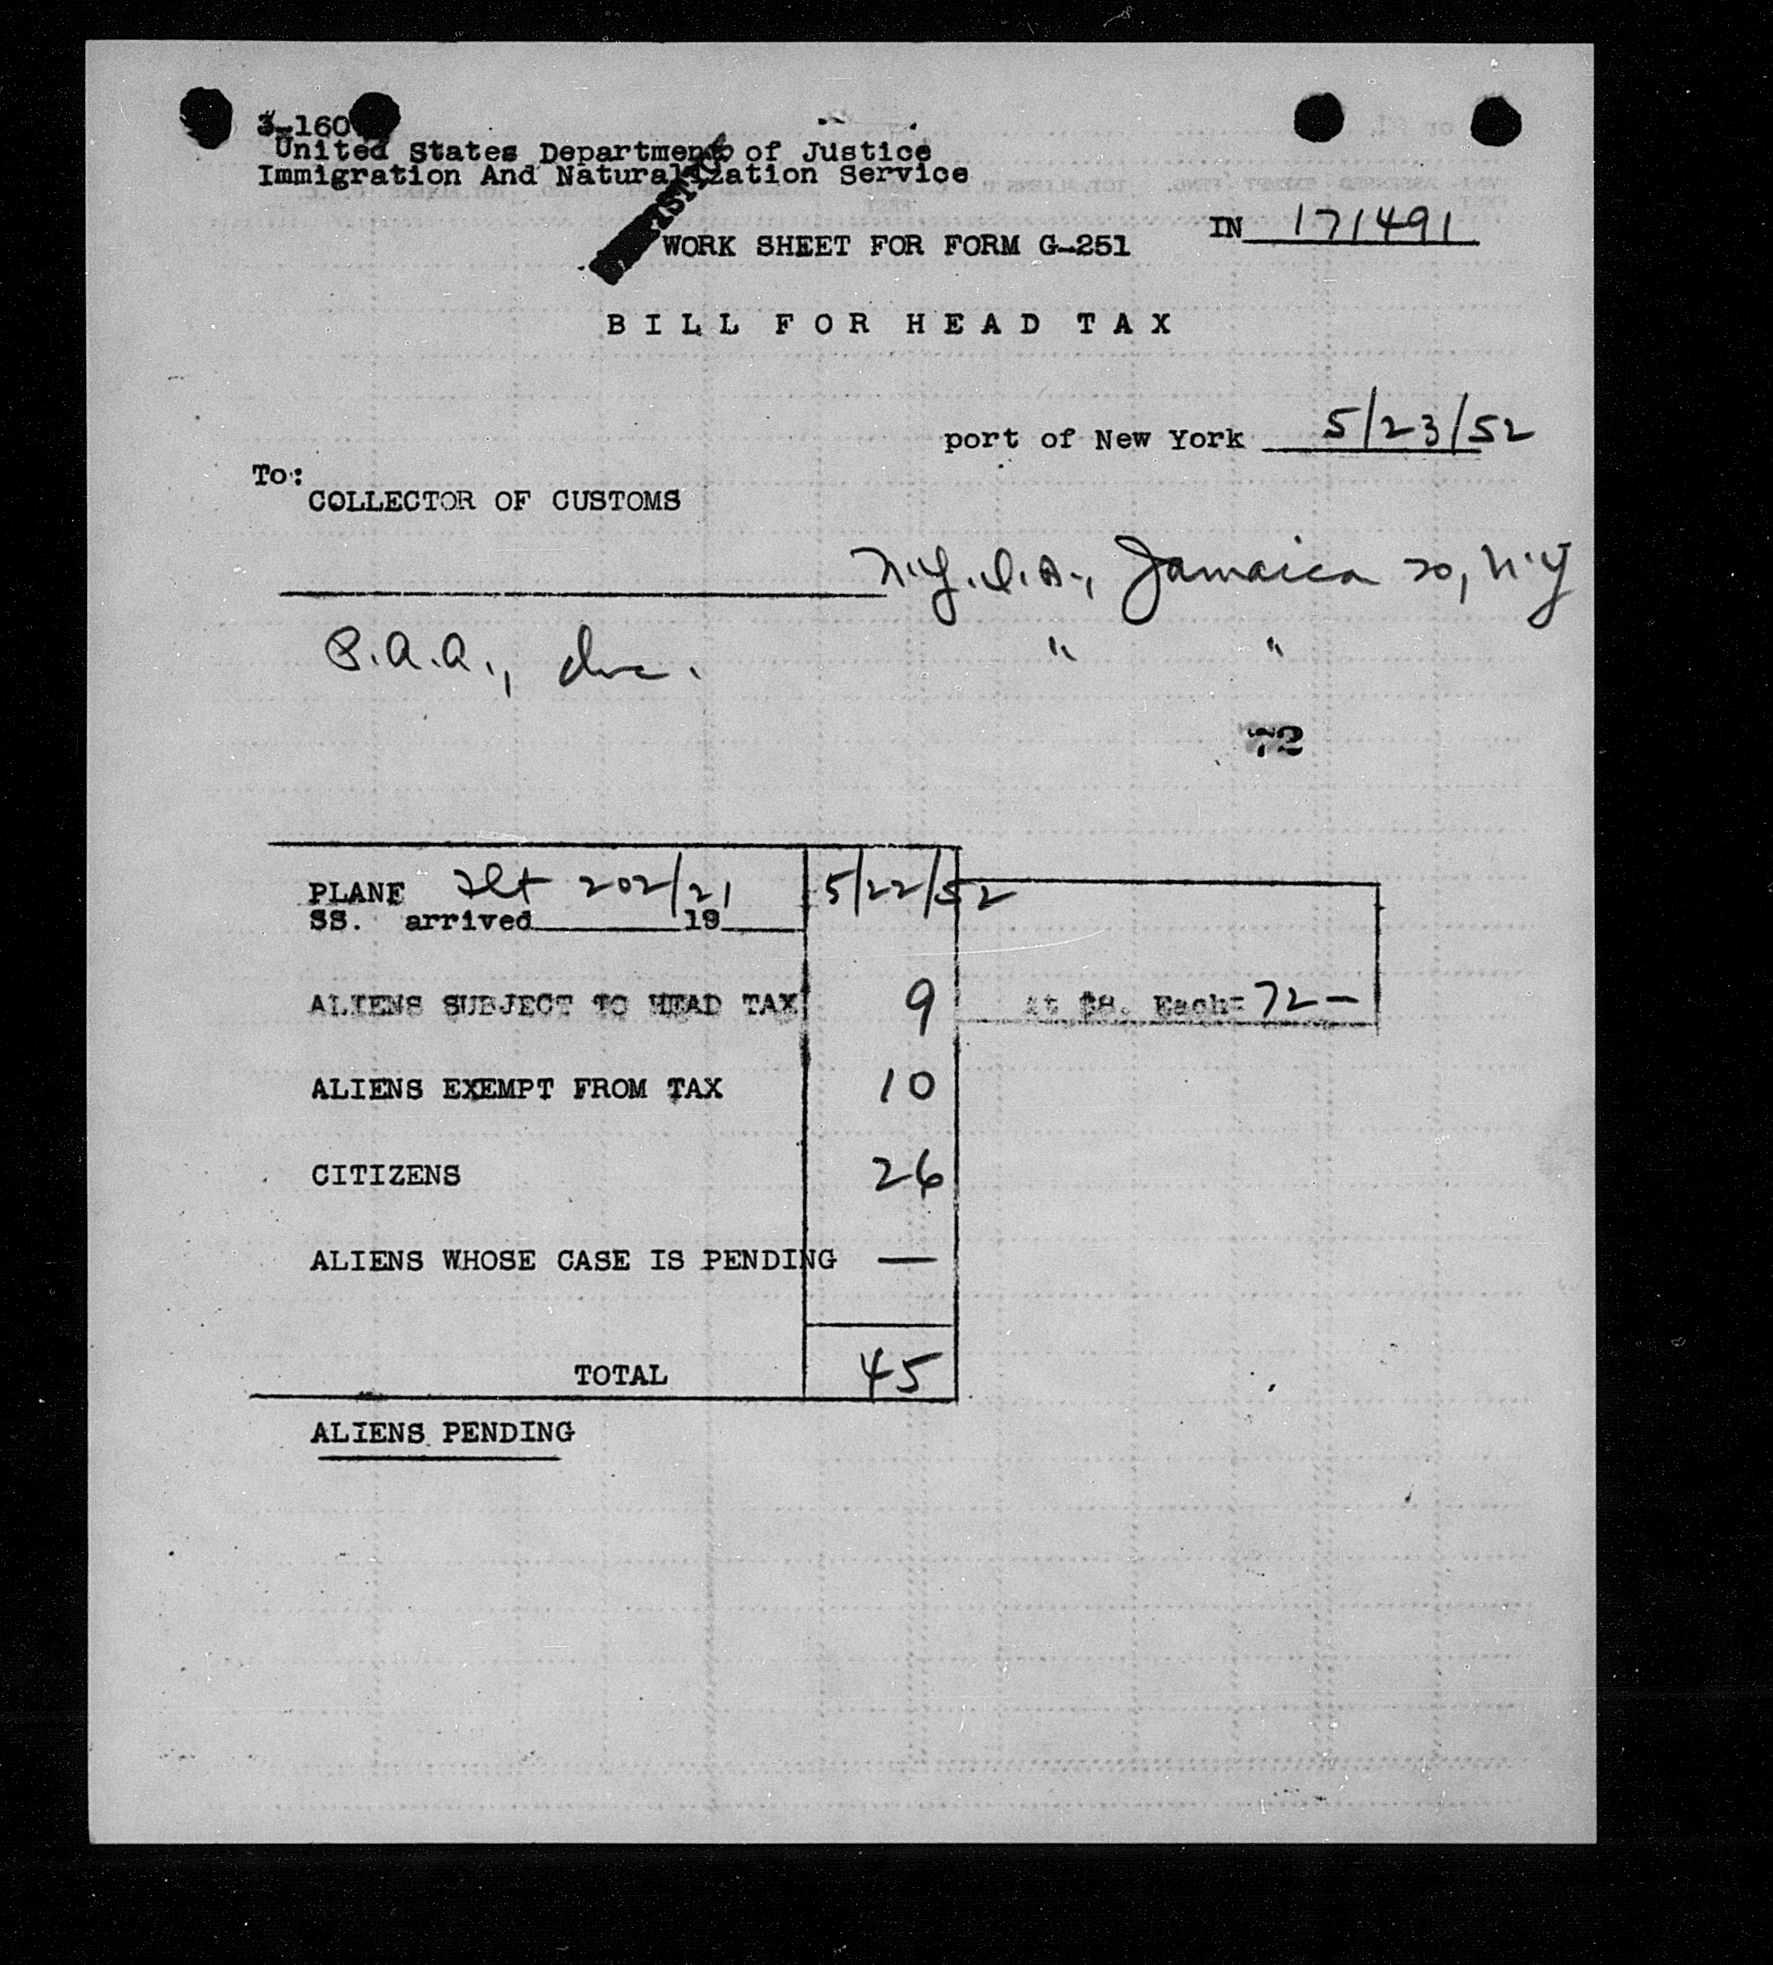 3-160
United States Department of Justice
Immigration And Naturalization Service
IN 171491
WORK SHEET FOR FORM G-251
BILL FOR HEAD TAX
port of New York 5/23/52
To:
COLLECTOR OF CUSTOMS
N.Y.I.A., Jamaica 20, N.Y
P.A.A., Inc. " "
72
PLANE Flt 202/21 5/22/52
SS. arrived 19
ALIENS SUBJECT TO HEAD TAX 9 At $8. Each= 72-
ALIENS EXEMPT FROM TAX 10
CITIZENS 26
ALIENS WHOSE CASE IS PENDING —
TOTAL 45
ALIENS PENDING